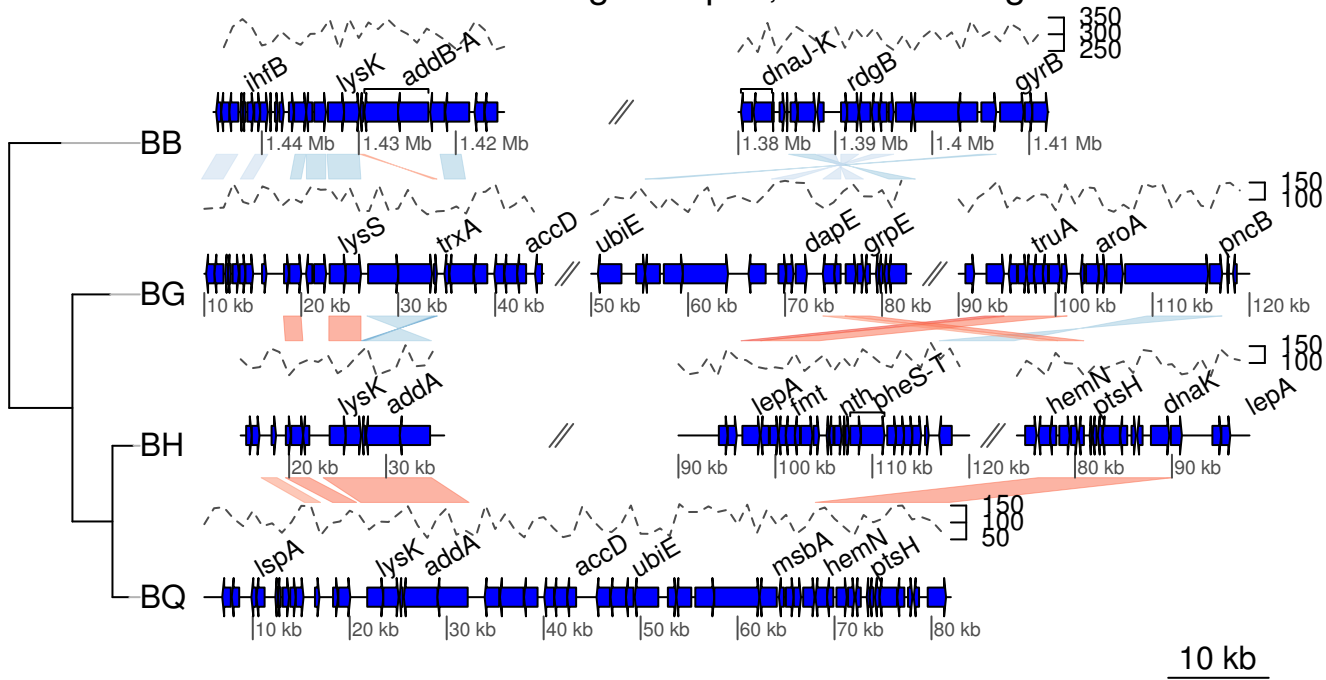 350
300
250
ihfB lysK addB-A dnaJ-K rdgB gyrB
BB
1.44 Mb 1.43 Mb 1.42 Mb 1.38 Mb 1.39 Mb 1.4 Mb 1.41 Mb
150
100
lysS trxA accD ubiE dapE grpE truA aroA pncB
BG
10 kb 20 kb 30 kb 40 kb 50 kb 60 kb 70 kb 80 kb 90 kb 100 kb 110 kb 120 kb
150
100
lysK addA lepA fmt nth pheS-T hemN ptsH dnaK lepA
BH
20 kb 30 kb 90 kb 100 kb 110 kb 120 kb 80 kb 90 kb
150
100
50
lspA lysK addA accD ubiE msbA hemN ptsH
BQ
10 kb 20 kb 30 kb 40 kb 50 kb 60 kb 70 kb 80 kb
10 kb